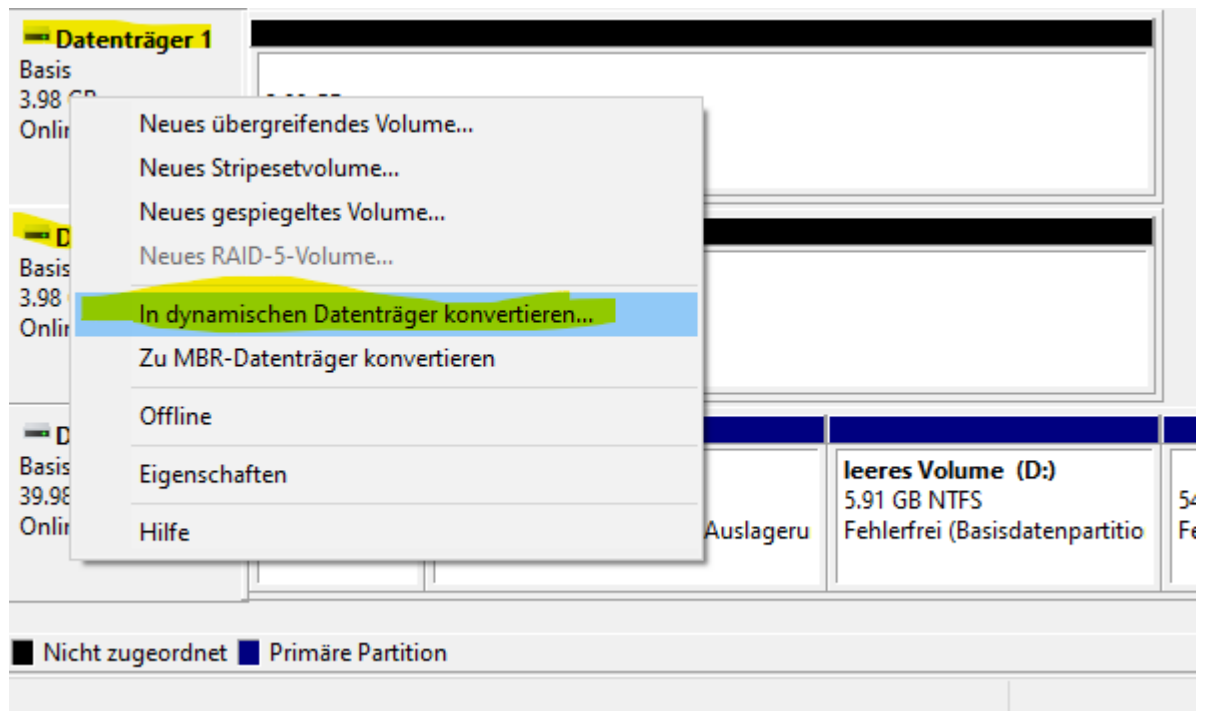 Datenträger 1
Basis
3.98
Onlin
Neues übergreifendes Volume...
Neues Stripesetvolume...
Neues gespiegeltes Volume...
Neues RAID-5-Volume...
In dynamischen Datenträger konvertieren...
Zu MBR-Datenträger konvertieren
Offline
Eigenschaften
Hilfe
D
Basis
3.98
Onlin
D
Basis
39.98
Onlin
Auslageru
leeres Volume (D:)
5.91 GB NTFS
Fehlerfrei (Basisdatenpartitio
54
Fe
Nicht zugeordnet Primäre Partition